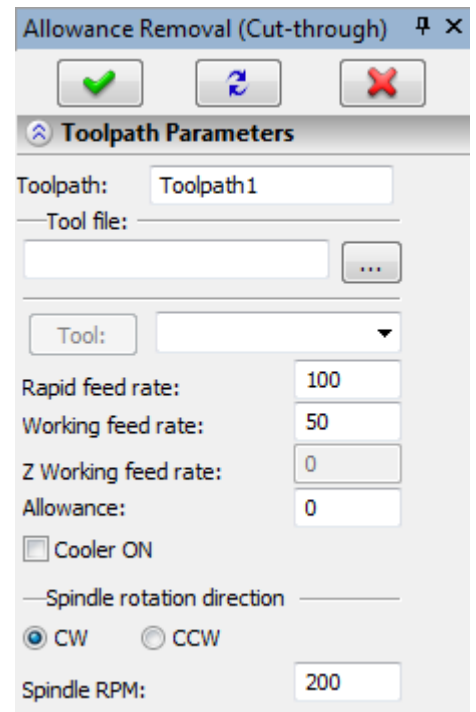 Allowance Removal (Cut-through)
Toolpath Parameters
Toolpath: Toolpath1
Tool file:
...
Tool:
Rapid feed rate: 100
Working feed rate: 50
Z Working feed rate: 0
Allowance: 0
Cooler ON
Spindle rotation direction
CW CCW
Spindle RPM: 200